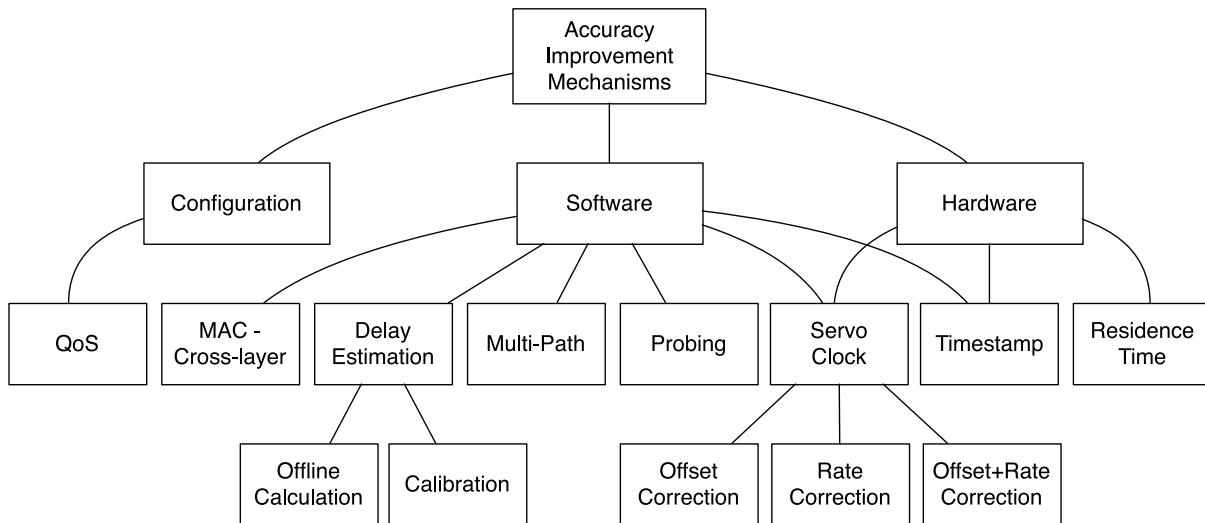 Accuracy
Improvement
Mechanisms
Configuration
Software
Hardware
QoS
MAC -
Cross-layer
Delay
Estimation
Multi-Path
Probing
Servo
Clock
Timestamp
Residence
Time
Offline
Calculation
Calibration
Offset
Correction
Rate
Correction
Offset+Rate
Correction